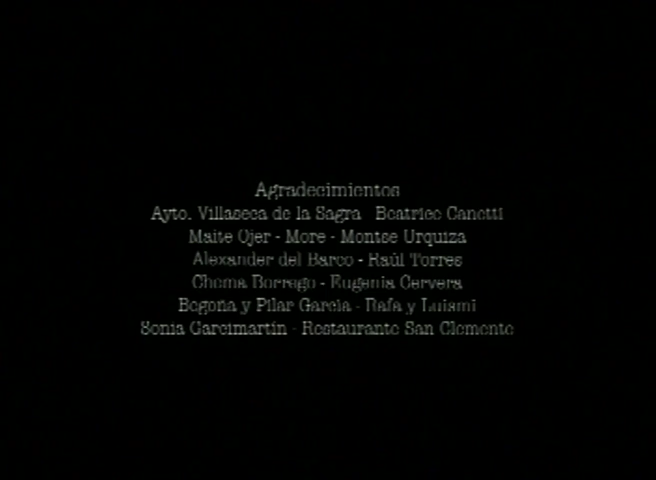 Agradecimientos
Ayto. Villaseca de la Sagra Beatrice Canetti
Maite Ojer - More - Montse Urquiza
Alexander del Barco - Raúl Torres
Chema Borrego - Eugenia Cervera
Begoña y Pilar García - Rafa y Luismi
Sonia Garcimartín - Restaurante San Clemente